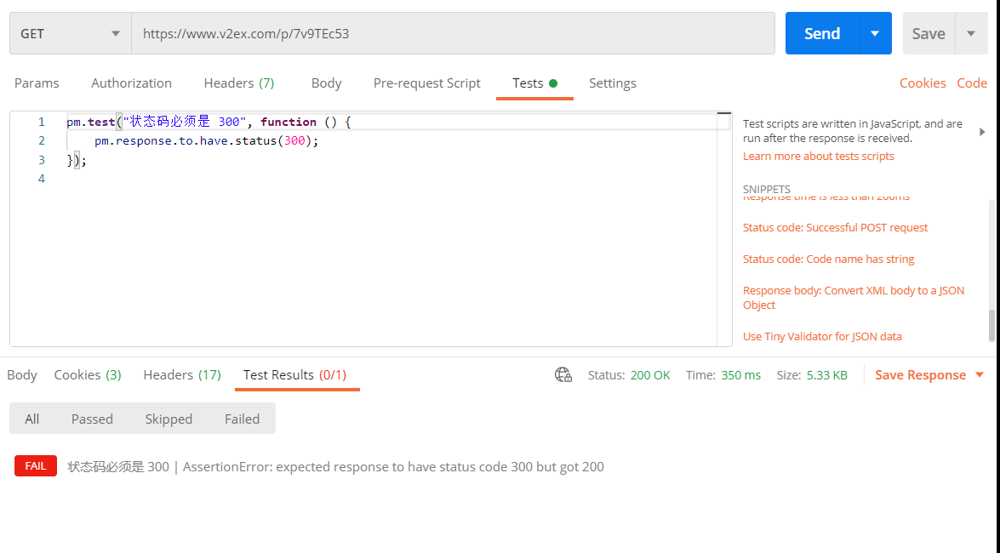 GET https://www.v2ex.com/p/7v9TEc53 Send Save
Params Authorization Headers (7) Body Pre-request Script Tests Settings Cookies Code
1 pm.test("状态码必须是 300", function () {
2 pm.response.to.have.status(300);
3 });
4
Test scripts are written in JavaScript, and are
run after the response is received.
Learn more about tests scripts
SNIPPETS
Response time is less than 200ms
Status code: Successful POST request
Status code: Code name has string
Response body: Convert XML body to a JSON
Object
Use Tiny Validator for JSON data
Body Cookies (3) Headers (17) Test Results (0/1) Status: 200 OK Time: 350 ms Size: 5.33 KB Save Response
All Passed Skipped Failed
FAIL 状态码必须是 300 | AssertionError: expected response to have status code 300 but got 200